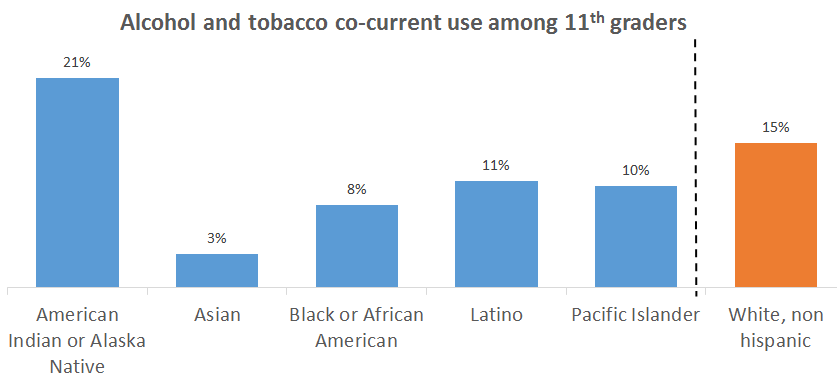 Alcohol and tobacco co-current use among 11th graders
21%
3%
8%
11%
10%
15%
American
Indian or Alaska
Native
Asian
Black or African
American
Latino
Pacific Islander
White, non
hispanic